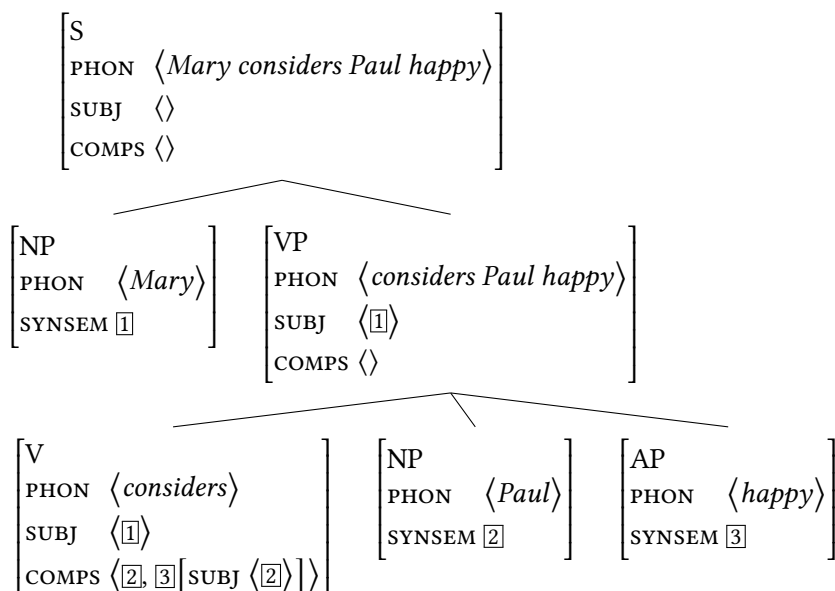 S
PHON ⟨Mary considers Paul happy⟩
SUBJ ⟨⟩
COMPS ⟨⟩
NP
PHON ⟨Mary⟩
SYNSEM 1
VP
PHON ⟨considers Paul happy⟩
SUBJ ⟨1⟩
COMPS ⟨⟩
V
PHON ⟨considers⟩
SUBJ ⟨1⟩
COMPS ⟨2, 3[SUBJ ⟨2⟩]⟩
NP
PHON ⟨Paul⟩
SYNSEM 2
AP
PHON ⟨happy⟩
SYNSEM 3